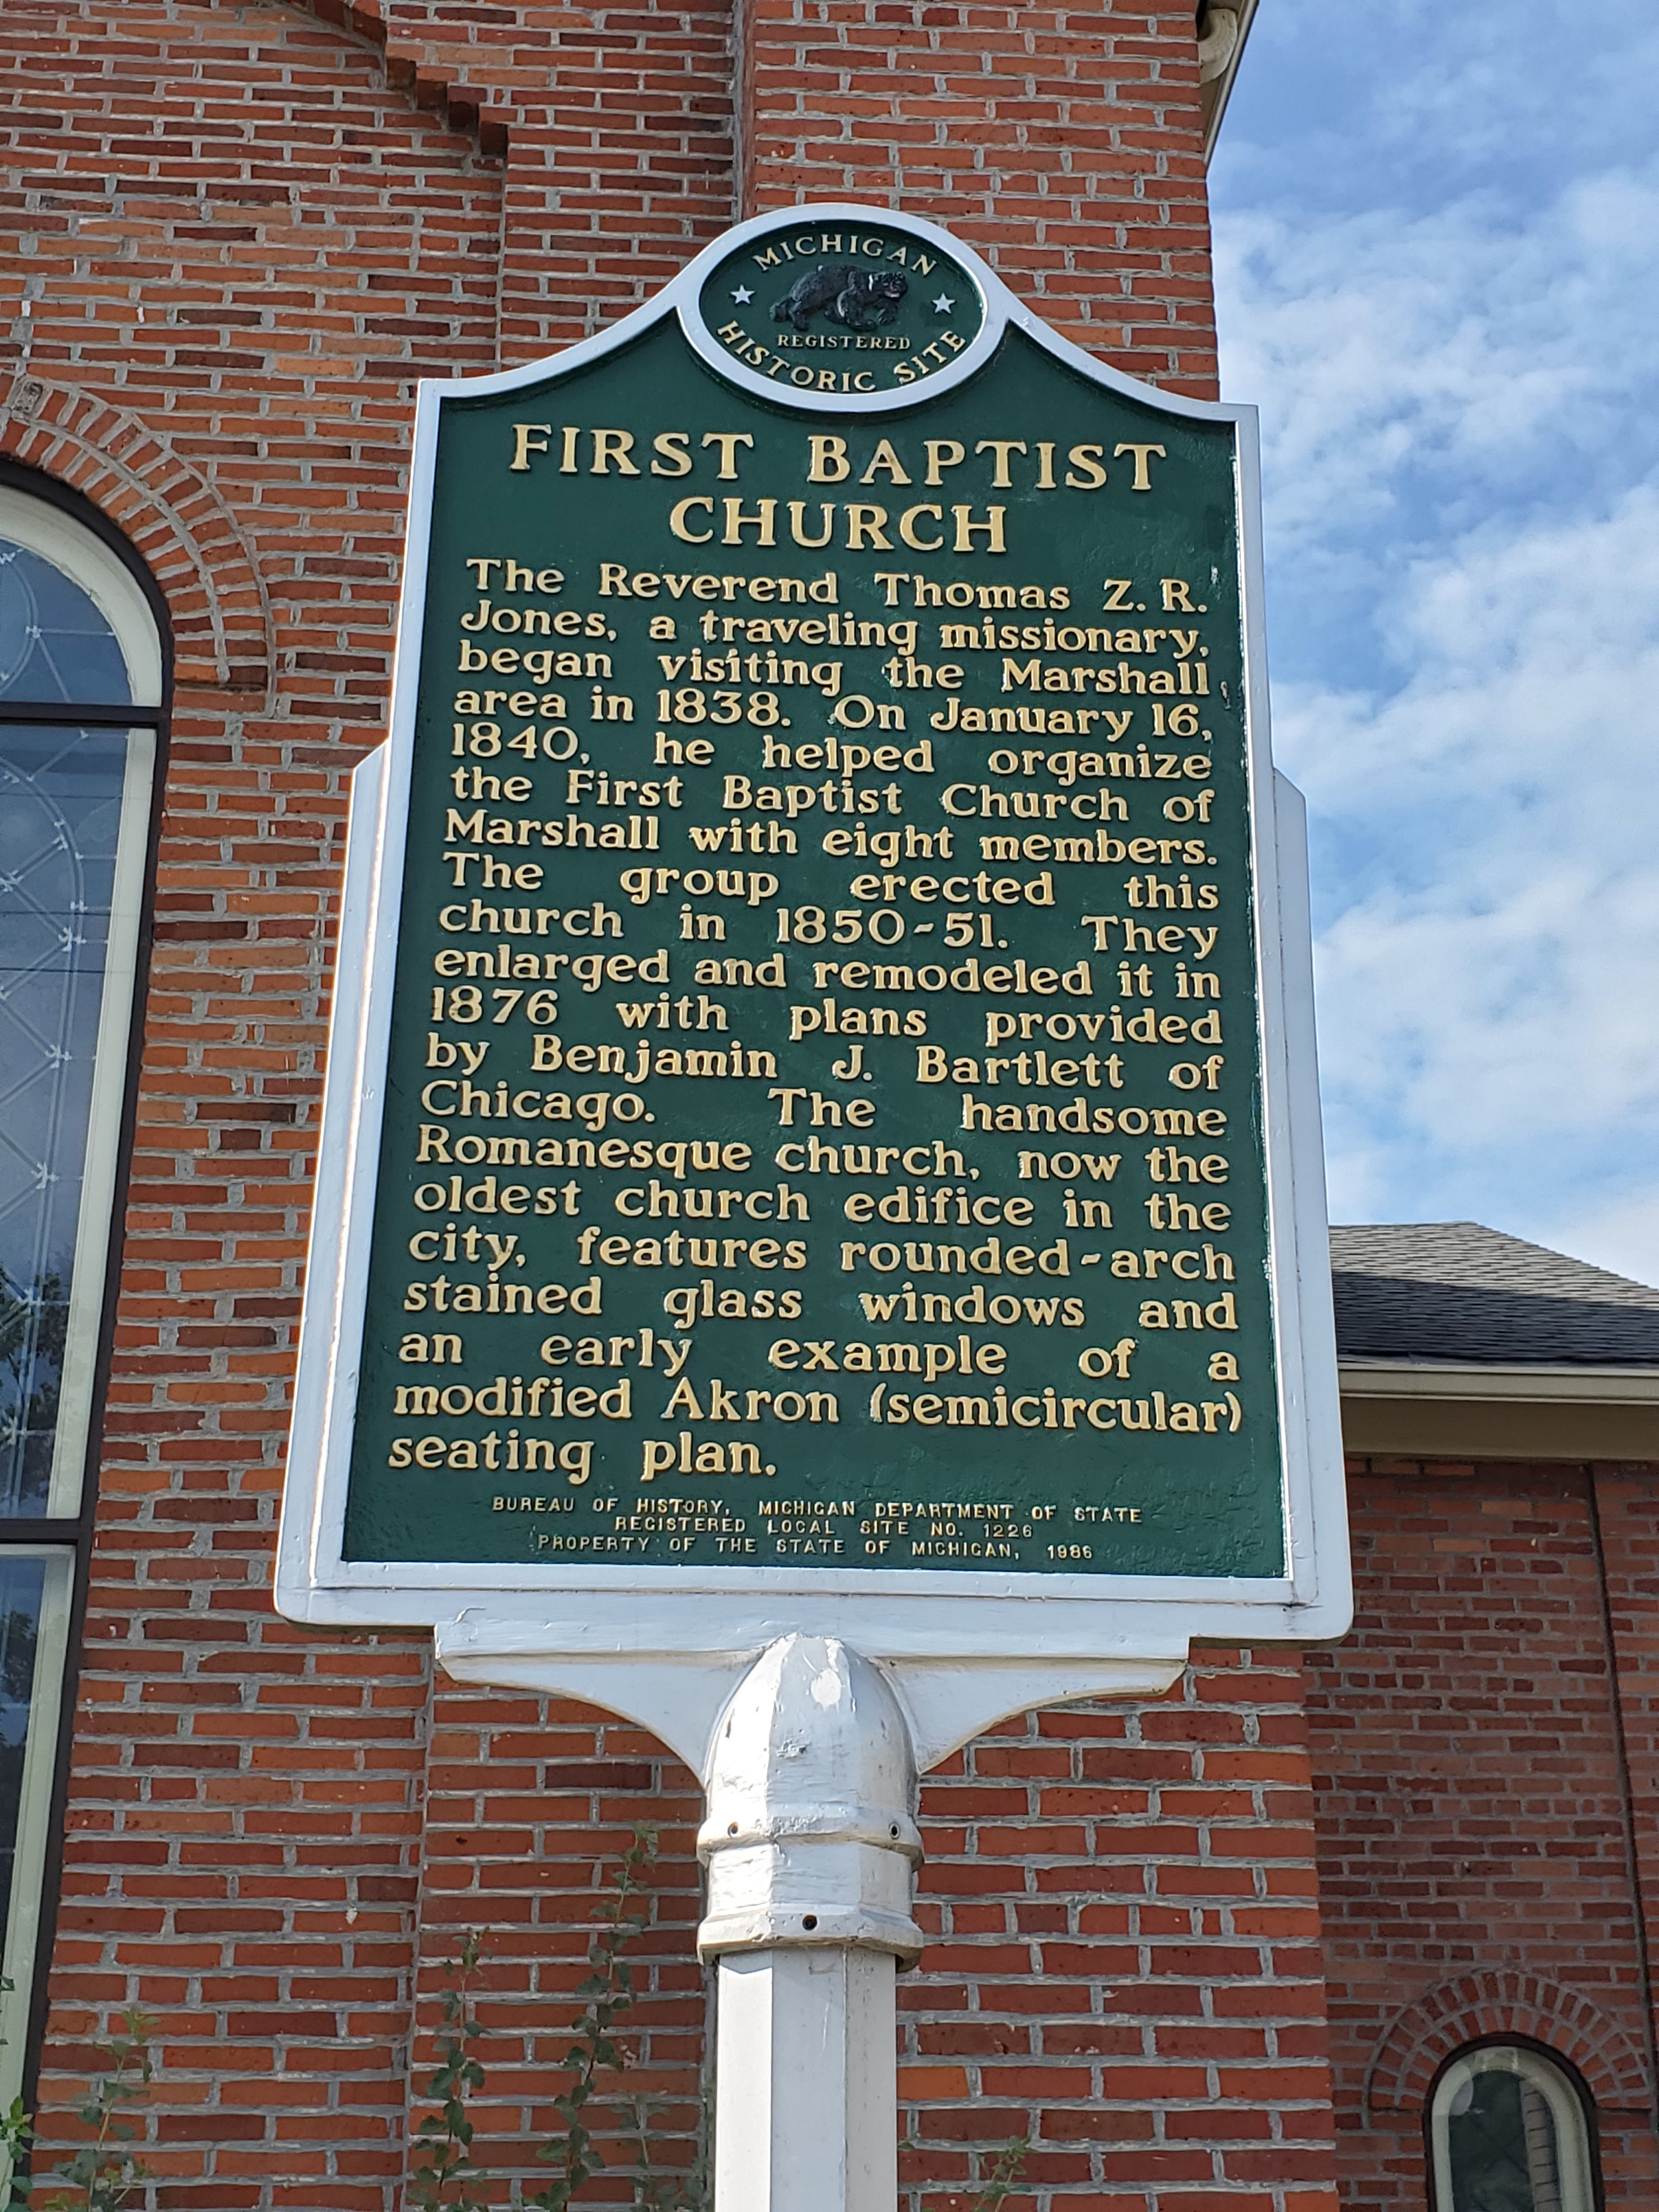 MICHIGAN
REGISTERED
HISTORIC SITE
FIRST BAPTIST
CHURCH
The Reverend Thomas Z. R.
Jones, a traveling missionary,
began visiting the Marshall
area in 1838. On January 16,
1840, he helped organize
the First Baptist Church of
Marshall with eight members.
The group erected this
church in 1850-51. They
enlarged and remodeled it in
1876 with plans provided
by Benjamin J. Bartlett of
Chicago. The handsome
Romanesque church, now the
oldest church edifice in the
city, features rounded-arch
stained glass windows and
an early example of a
modified Akron (semicircular)
seating plan.
BUREAU OF HISTORY, MICHIGAN DEPARTMENT OF STATE
REGISTERED LOCAL SITE NO. 1226
PROPERTY OF THE STATE OF MICHIGAN, 1986